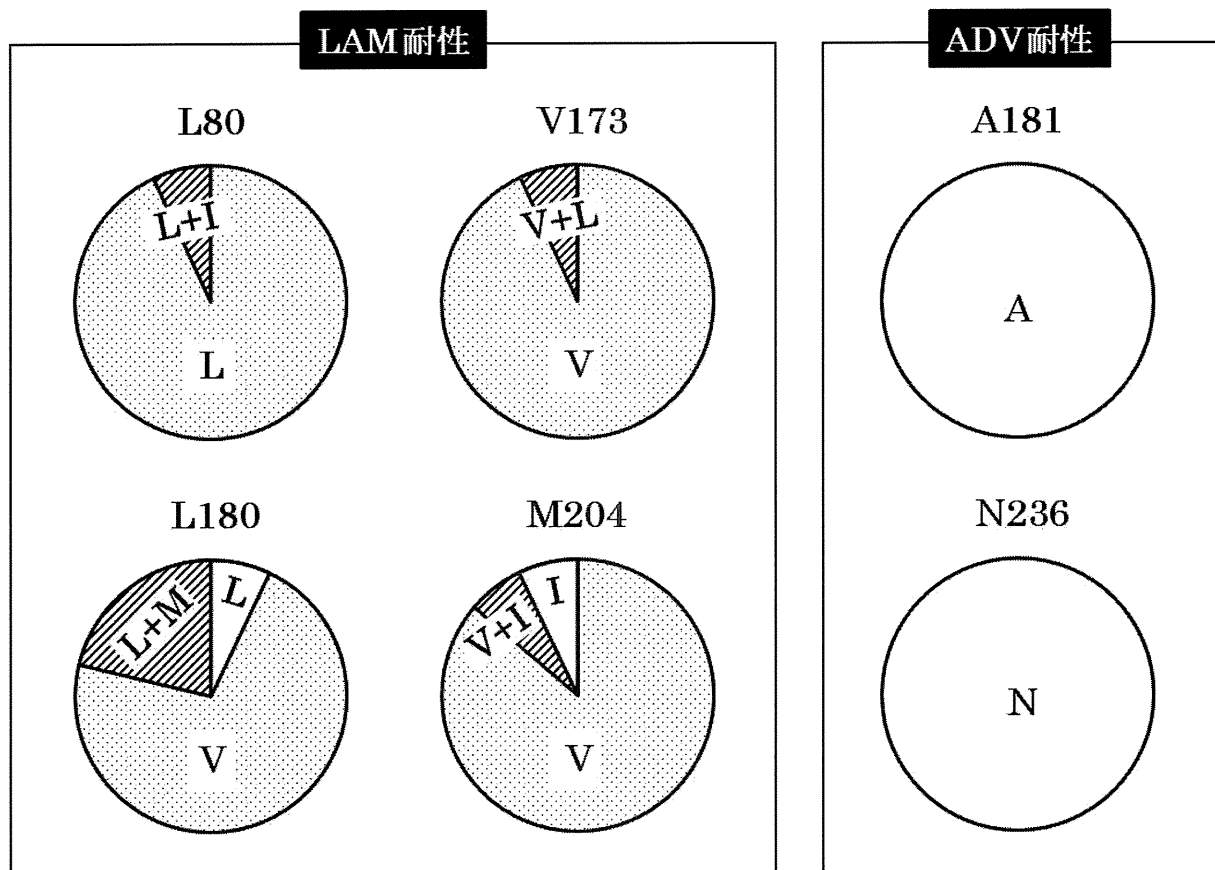 LAM耐性
L80
L+I
L
V173
V+L
V
L180
L+M
L
V
M204
V+I
I
V
ADV耐性
A181
A
N236
N